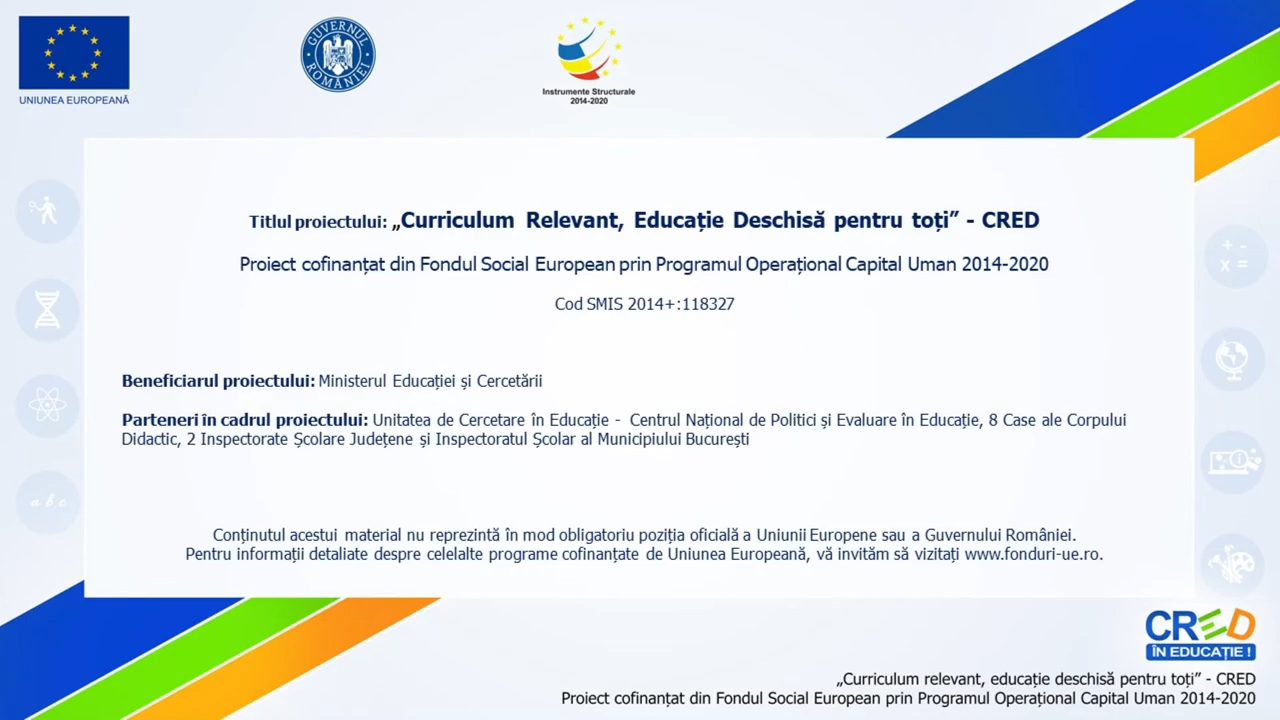 UNIUNEA EUROPEANĂ
GUVERNUL ROMÂNIEI
Instrumente Structurale
2014-2020
Titlul proiectului: „Curriculum Relevant, Educație Deschisă pentru toți” - CRED
Proiect cofinanțat din Fondul Social European prin Programul Operațional Capital Uman 2014-2020
Cod SMIS 2014+:118327
+ -
x =
Beneficiarul proiectului: Ministerul Educației și Cercetării
Parteneri în cadrul proiectului: Unitatea de Cercetare în Educație - Centrul Național de Politici și Evaluare în Educație, 8 Case ale Corpului
Didactic, 2 Inspectorate Școlare Județene și Inspectoratul Școlar al Municipiului București
a b c
Conținutul acestui material nu reprezintă în mod obligatoriu poziția oficială a Uniunii Europene sau a Guvernului României.
Pentru informații detaliate despre celelalte programe cofinanțate de Uniunea Europeană, vă invităm să vizitați www.fonduri-ue.ro.
CRED
ÎN EDUCAȚIE !
„Curriculum relevant, educație deschisă pentru toți” - CRED
Proiect cofinanțat din Fondul Social European prin Programul Operațional Capital Uman 2014-2020